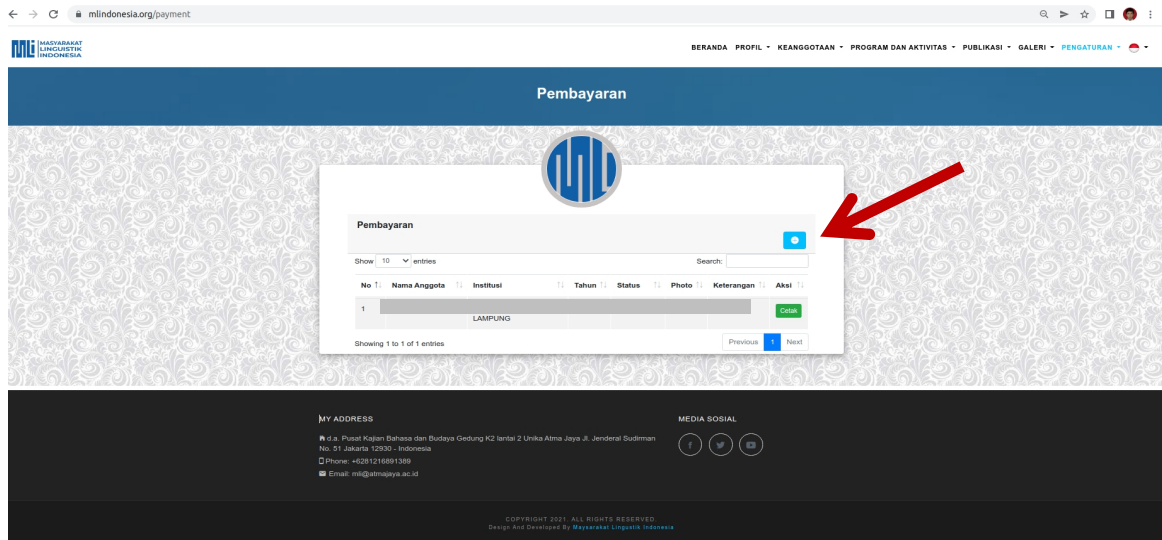 mlindonesia.org/payment
MASYARAKAT
LINGUISTIK
INDONESIA
BERANDA PROFIL KEANGGOTAAN PROGRAM DAN AKTIVITAS PUBLIKASI GALERI PENGATURAN
Pembayaran
Pembayaran
Show 10 entries
Search:
No Nama Anggota Institusi Tahun Status Photo Keterangan Aksi
1 Cetak
LAMPUNG
Showing 1 to 1 of 1 entries
Previous 1 Next
MY ADDRESS
d.a. Pusat Kajian Bahasa dan Budaya Gedung K2 lantai 2 Unika Atma Jaya Jl. Jenderal Sudirman
No. 51 Jakarta 12930 - Indonesia
Phone: +6281216891389
Email: mli@atmajaya.ac.id
MEDIA SOSIAL
COPYRIGHT 2021. ALL RIGHTS RESERVED.
Design And Developed By Maysarakat Lingustik Indonesia